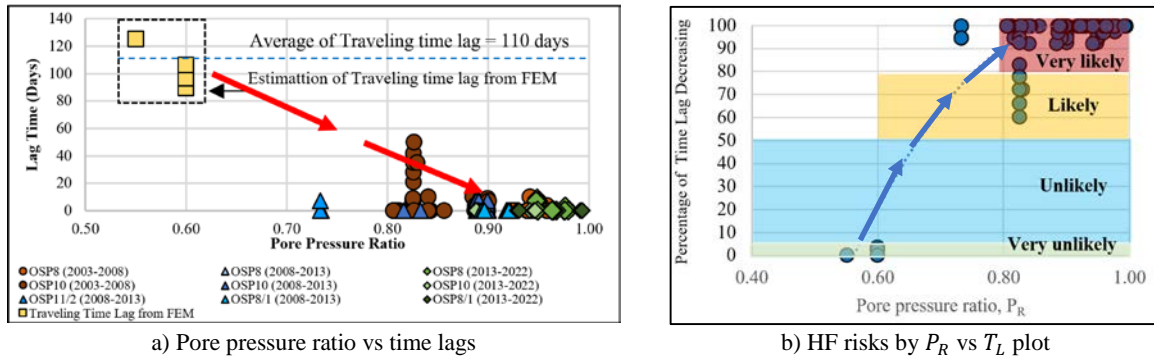 Lag Time (Days)
140
120
100
80
60
40
20
0
Average of Traveling time lag = 110 days
Estimattion of Traveling time lag from FEM
0.50 0.60 0.70 0.80 0.90 1.00
Pore Pressure Ratio
OSP8 (2003-2008) OSP8 (2008-2013) OSP8 (2013-2022)
OSP10 (2003-2008) OSP10 (2008-2013) OSP10 (2013-2022)
OSP11/2 (2008-2013) OSP8/1 (2008-2013) OSP8/1 (2013-2022)
Traveling Time Lag from FEM
a) Pore pressure ratio vs time lags
Percentage of Time Lag Decreasing
100
90
80
70
60
50
40
30
20
10
0
Very likely
Likely
Unlikely
Very unlikely
0.40 0.60 0.80 1.00
Pore pressure ratio, P_R
b) HF risks by P_R vs T_L plot